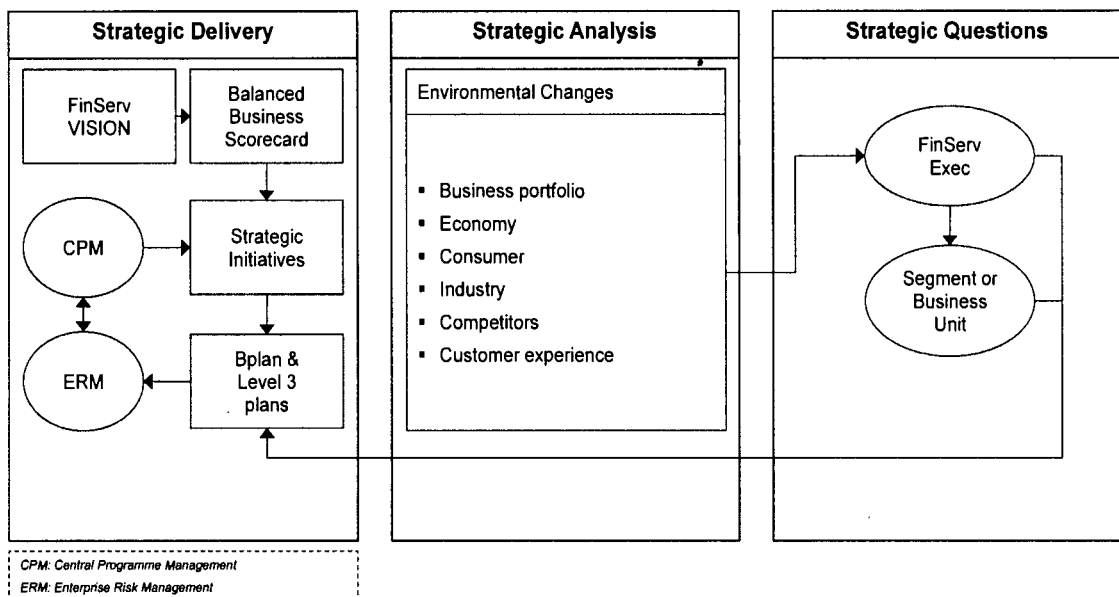 Strategic Delivery
FinServ
VISION
Balanced
Business
Scorecard
CPM
Strategic
Initiatives
ERM
Bplan &
Level 3
plans
CPM: Central Programme Management
ERM: Enterprise Risk Management
Strategic Analysis
Environmental Changes
▪ Business portfolio
▪ Economy
▪ Consumer
▪ Industry
▪ Competitors
▪ Customer experience
Strategic Questions
FinServ
Exec
Segment or
Business
Unit